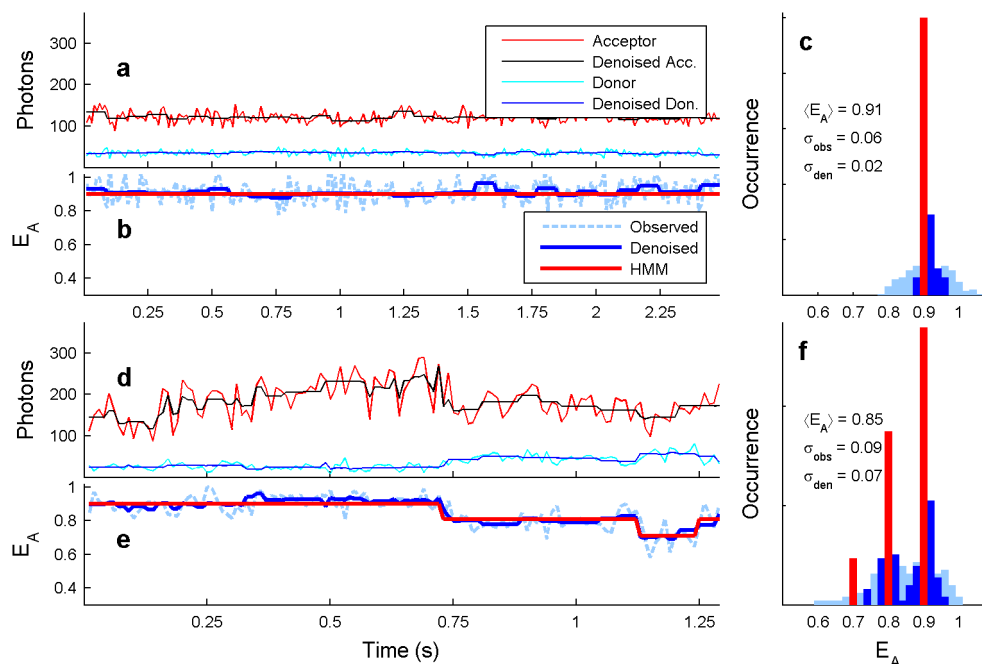 a
Photons
300
200
100
Acceptor
Denoised Acc.
Donor
Denoised Don.
b
E_A
1
0.8
0.6
0.4
Observed
Denoised
HMM
0.25 0.5 0.75 1 1.25 1.5 1.75 2 2.25
c
Occurrence
⟨E_A⟩ = 0.91
σ_obs = 0.06
σ_den = 0.02
0.6 0.7 0.8 0.9 1
d
Photons
300
200
100
e
E_A
1
0.8
0.6
0.4
0.25 0.5 0.75 1 1.25
Time (s)
f
Occurrence
⟨E_A⟩ = 0.85
σ_obs = 0.09
σ_den = 0.07
0.6 0.7 0.8 0.9 1
E_A